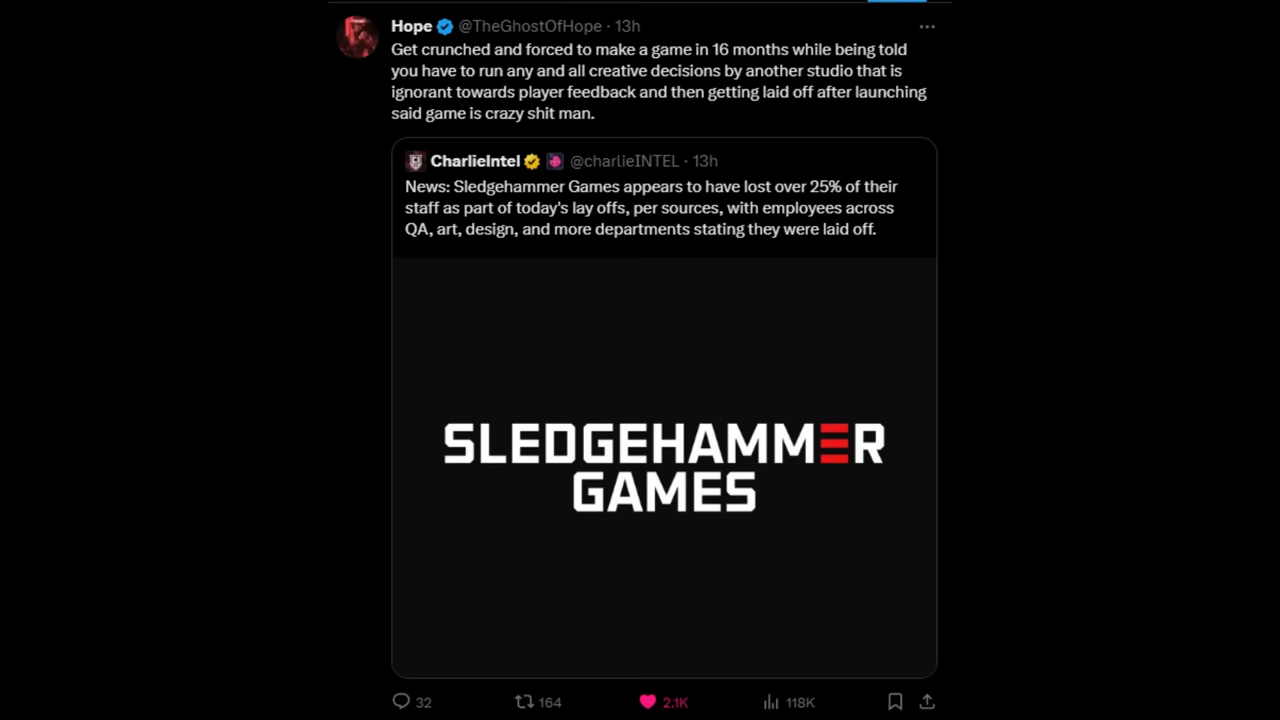 Hope @TheGhostOfHope · 13h
Get crunched and forced to make a game in 16 months while being told
you have to run any and all creative decisions by another studio that is
ignorant towards player feedback and then getting laid off after launching
said game is crazy shit man.
CharlieIntel @charlieINTEL · 13h
News: Sledgehammer Games appears to have lost over 25% of their
staff as part of today's lay offs, per sources, with employees across
QA, art, design, and more departments stating they were laid off.
SLEDGEHAMMER
GAMES
32 164 2.1K 118K